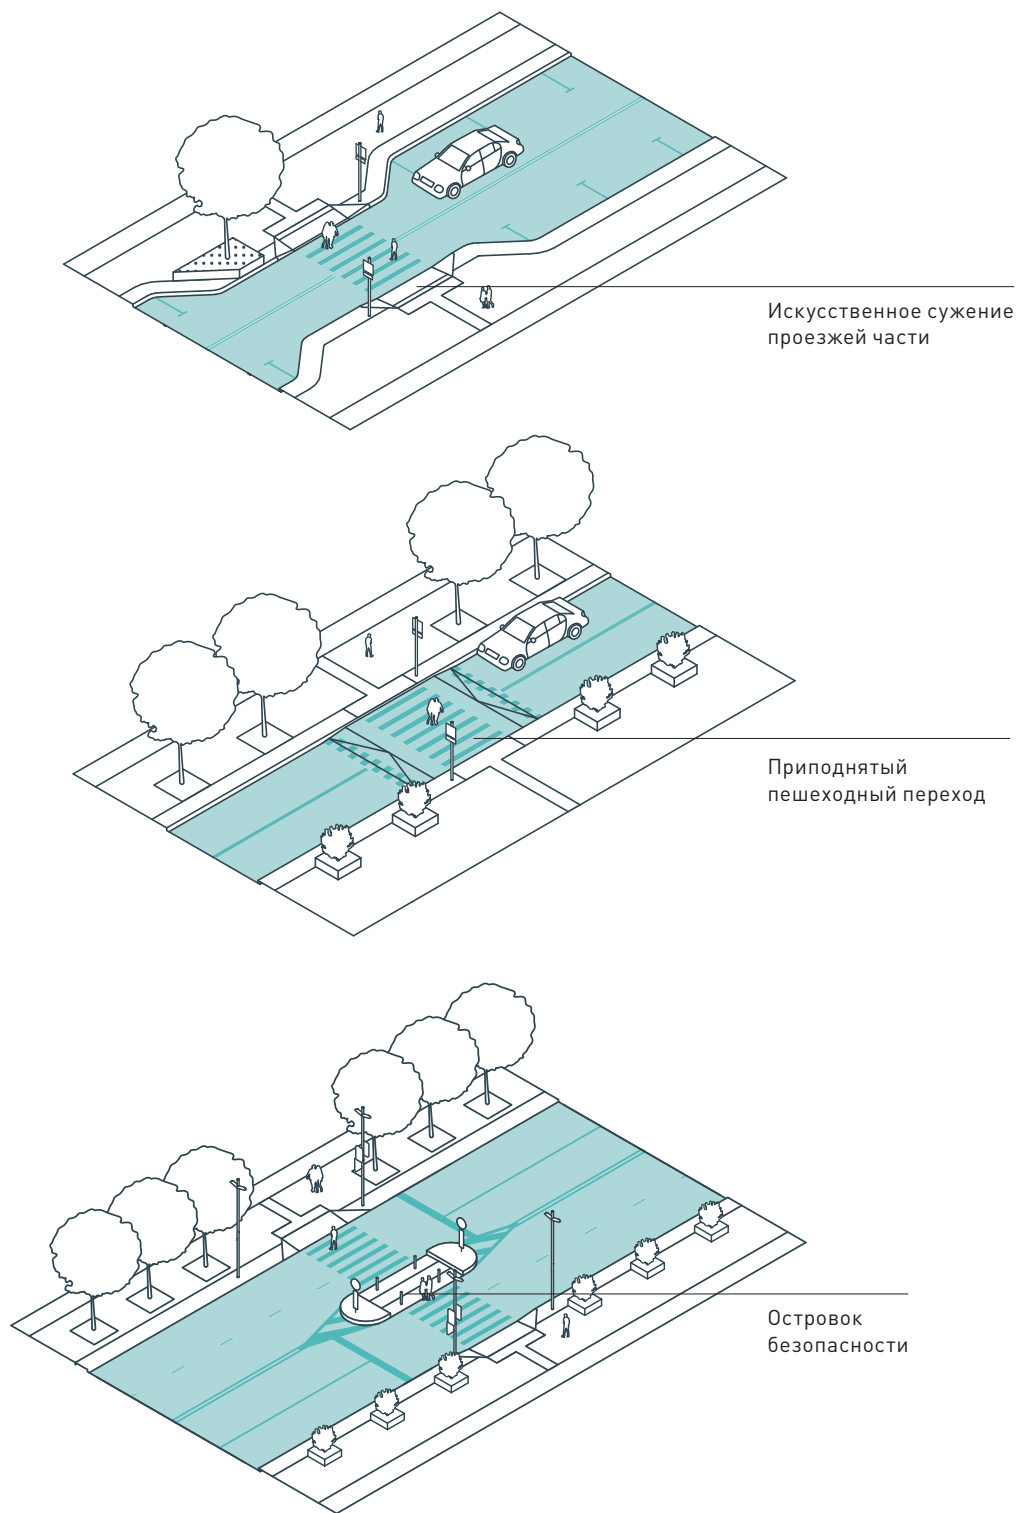 Искусственное сужение
проезжей части
Приподнятый
пешеходный переход
Островок
безопасности